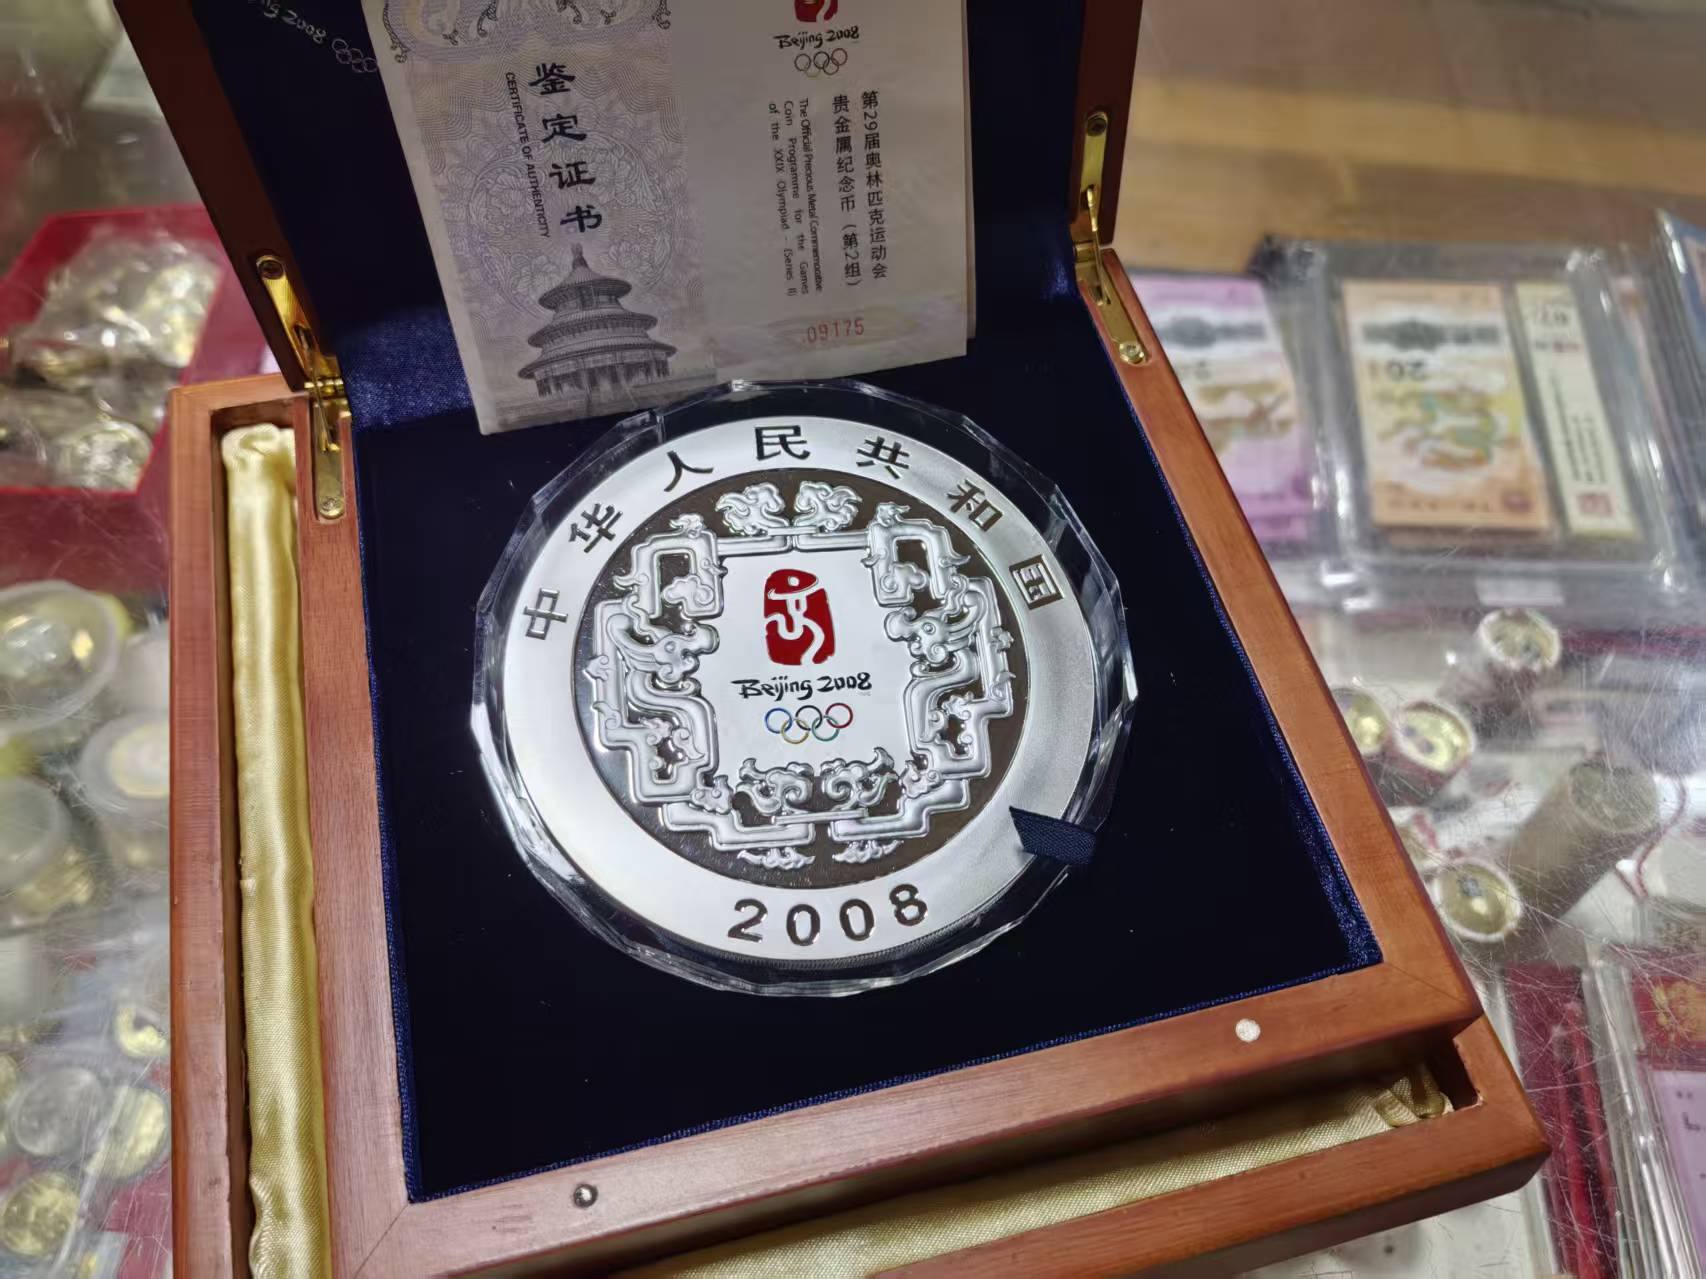 Beijing 2008
鉴定证书
CERTIFICATE OF AUTHENTICITY
Beijing 2008
第29届奥林匹克运动会
贵金属纪念币（第2组）
The Official Precious Metal Commemorative
Coin Programme for the Games
of the XXIX Olympiad – (Series II)
09175
中华人民共和国
Beijing 2008
2008